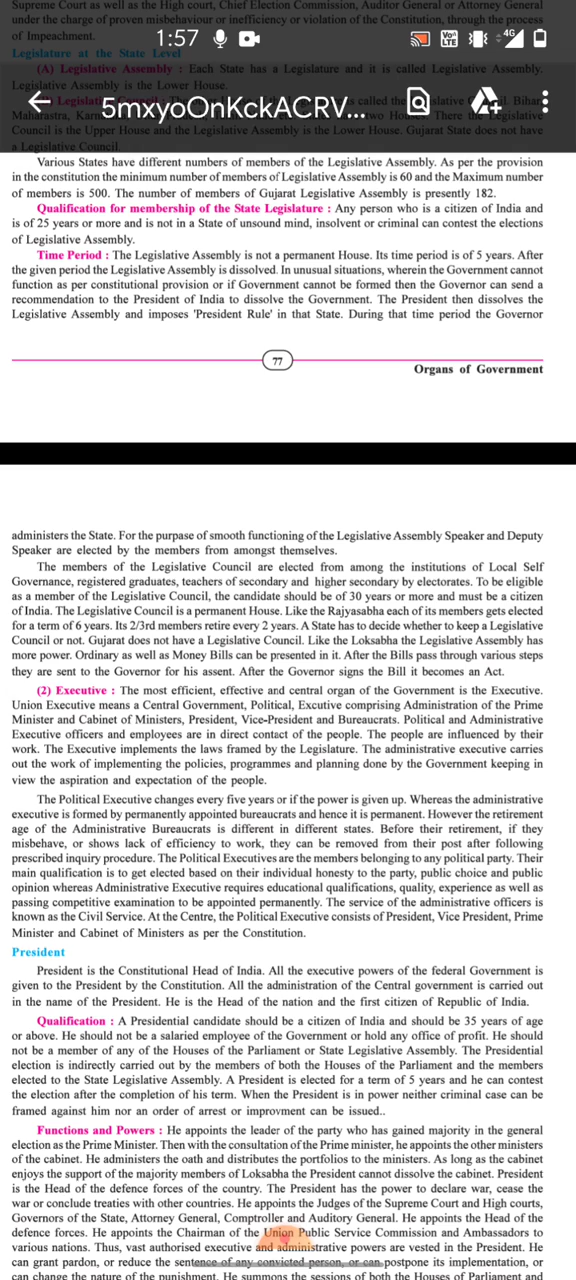 Supreme Court as well as the High court, Chief Election Commission, Auditor General or Attorney General
under the charge of proven misbehaviour or inefficiency or violation of the Constitution, through the process
of Impeachment.
1:57
Vo)) LTE
4G
Legislature at the State Level
(A) Legislative Assembly : Each State has a Legislature and it is called Legislative Assembly.
Legislative Assembly is the Lower House.
5mxyoOnKckACRV...
Legislat is called the islative Bihar
Maharastra, Karn two Hou There the Legislative
Council is the Upper House and the Legislative Assembly is the Lower House. Gujarat State does not have
a Legislative Council.
Various States have different numbers of members of the Legislative Assembly. As per the provision
in the constitution the minimum number of members of Legislative Assembly is 60 and the Maximum number
of members is 500. The number of members of Gujarat Legislative Assembly is presently 182.
Qualification for membership of the State Legislature : Any person who is a citizen of India and
is of 25 years or more and is not in a State of unsound mind, insolvent or criminal can contest the elections
of Legislative Assembly.
Time Period : The Legislative Assembly is not a permanent House. Its time period is of 5 years. After
the given period the Legislative Assembly is dissolved. In unusual situations, wherein the Government cannot
function as per constitutional provision or if Government cannot be formed then the Governor can send a
recommendation to the President of India to dissolve the Government. The President then dissolves the
Legislative Assembly and imposes 'President Rule' in that State. During that time period the Governor
77
Organs of Government
administers the State. For the purpase of smooth functioning of the Legislative Assembly Speaker and Deputy
Speaker are elected by the members from amongst themselves.
The members of the Legislative Council are elected from among the institutions of Local Self
Governance, registered graduates, teachers of secondary and higher secondary by electorates. To be eligible
as a member of the Legislative Council, the candidate should be of 30 years or more and must be a citizen
of India. The Legislative Council is a permanent House. Like the Rajyasabha each of its members gets elected
for a term of 6 years. Its 2/3rd members retire every 2 years. A State has to decide whether to keep a Legislative
Council or not. Gujarat does not have a Legislative Council. Like the Loksabha the Legislative Assembly has
more power. Ordinary as well as Money Bills can be presented in it. After the Bills pass through various steps
they are sent to the Governor for his assent. After the Governor signs the Bill it becomes an Act.
(2) Executive : The most efficient, effective and central organ of the Government is the Executive.
Union Executive means a Central Government, Political, Excutive comprising Administration of the Prime
Minister and Cabinet of Ministers, President, Vice-President and Bureaucrats. Political and Administrative
Executive officers and employees are in direct contact of the people. The people are influenced by their
work. The Executive implements the laws framed by the Legislature. The administrative executive carries
out the work of implementing the policies, programmes and planning done by the Government keeping in
view the aspiration and expectation of the people.
The Political Executive changes every five years or if the power is given up. Whereas the administrative
executive is formed by permanently appointed bureaucrats and hence it is permanent. However the retirement
age of the Administrative Bureaucrats is different in different states. Before their retirement, if they
misbehave, or shows lack of efficiency to work, they can be removed from their post after following
prescribed inquiry procedure. The Political Executives are the members belonging to any political party. Their
main qualification is to get elected based on their individual honesty to the party, public choice and public
opinion whereas Administrative Executive requires educational qualifications, quality, experience as well as
passing competitive examination to be appointed permanently. The service of the administrative officers is
known as the Civil Service. At the Centre, the Political Executive consists of President, Vice President, Prime
Minister and Cabinet of Ministers as per the Constitution.
President
President is the Constitutional Head of India. All the executive powers of the federal Government is
given to the President by the Constitution. All the administration of the Central government is carried out
in the name of the President. He is the Head of the nation and the first citizen of Republic of India.
Qualification : A Presidential candidate should be a citizen of India and should be 35 years of age
or above. He should not be a salaried employee of the Government or hold any office of profit. He should
not be a member of any of the Houses of the Parliament or State Legislative Assembly. The Presidential
election is indirectly carried out by the members of both the Houses of the Parliament and the members
elected to the State Legislative Assembly. A President is elected for a term of 5 years and he can contest
the election after the completion of his term. When the President is in power neither criminal case can be
framed against him nor an order of arrest or improvment can be issued..
Functions and Powers : He appoints the leader of the party who has gained majority in the general
election as the Prime Minister. Then with the consultation of the Prime minister, he appoints the other ministers
of the cabinet. He administers the oath and distributes the portfolios to the ministers. As long as the cabinet
enjoys the support of the majority members of Loksabha the President cannot dissolve the cabinet. President
is the Head of the defence forces of the country. The President has the power to declare war, cease the
war or conclude treaties with other countries. He appoints the Judges of the Supreme Court and High courts,
Governors of the State, Attorney General, Comptroller and Auditory General. He appoints the Head of the
defence forces. He appoints the Chairman of the Union Public Service Commission and Ambassadors to
various nations. Thus, vast authorised executive and administrative powers are vested in the President. He
can grant pardon, or reduce the sentence of any convicted person, or can postpone its implementation, or
can change the nature of the punishment. He summons the sessions of both the Houses of Parliament and